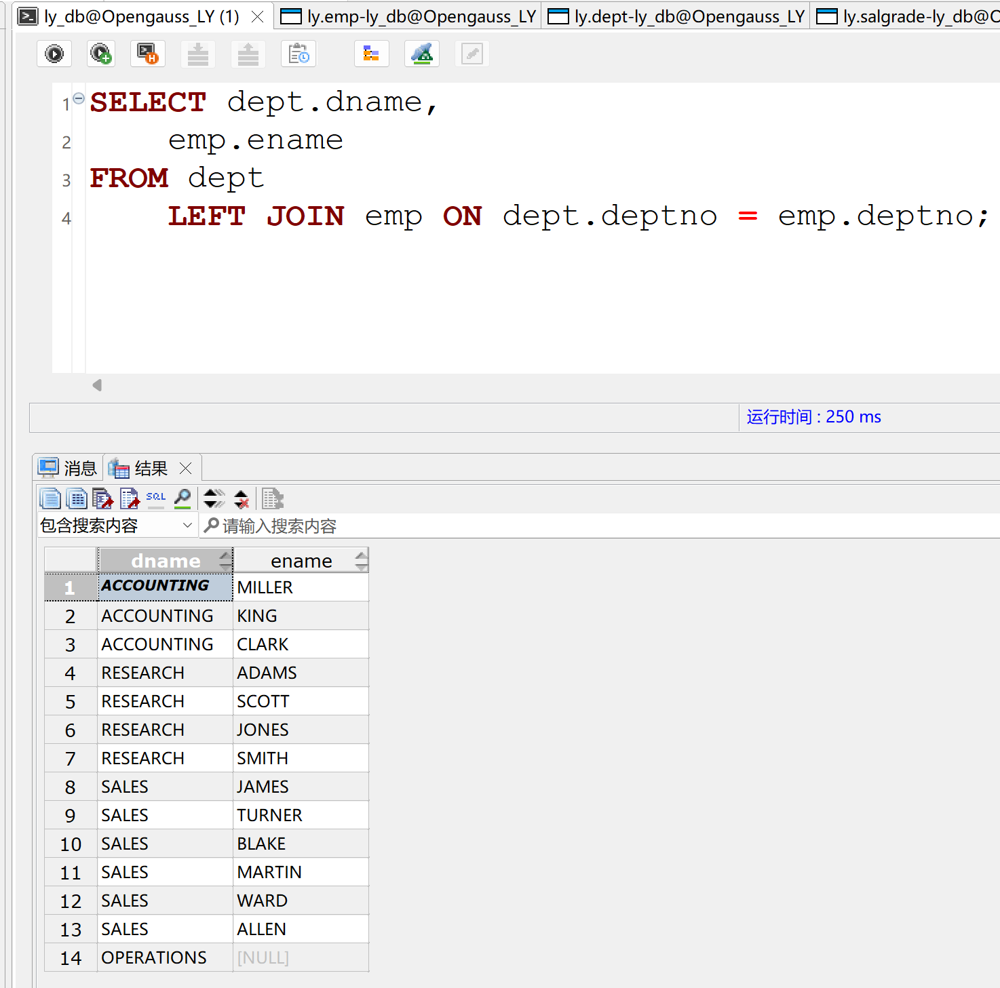 ly_db@Opengauss_LY (1) ly.emp-ly_db@Opengauss_LY ly.dept-ly_db@Opengauss_LY ly.salgrade-ly_db@O
1 SELECT dept.dname,
2 emp.ename
3 FROM dept
4 LEFT JOIN emp ON dept.deptno = emp.deptno;
运行时间 : 250 ms
消息 结果
SQL
包含搜索内容 请输入搜索内容
dname ename
1 ACCOUNTING MILLER
2 ACCOUNTING KING
3 ACCOUNTING CLARK
4 RESEARCH ADAMS
5 RESEARCH SCOTT
6 RESEARCH JONES
7 RESEARCH SMITH
8 SALES JAMES
9 SALES TURNER
10 SALES BLAKE
11 SALES MARTIN
12 SALES WARD
13 SALES ALLEN
14 OPERATIONS [NULL]